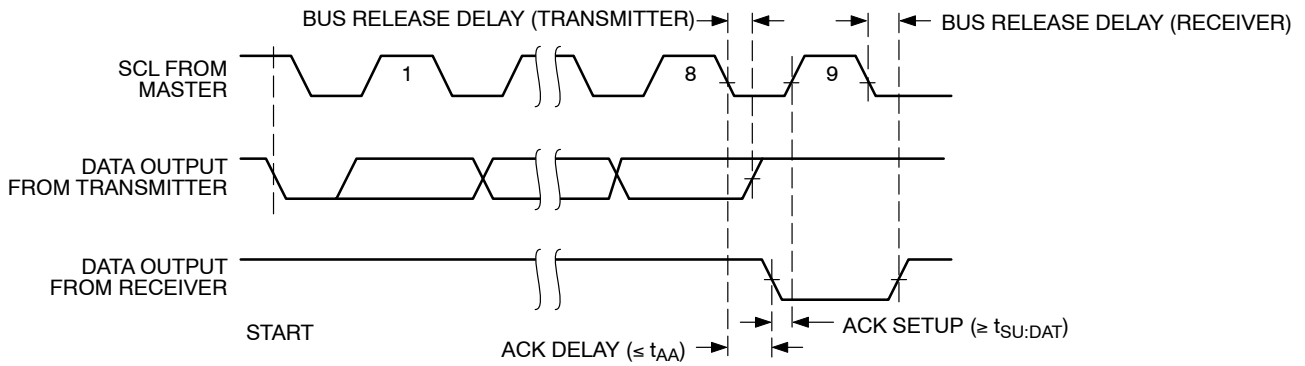 BUS RELEASE DELAY (TRANSMITTER)
BUS RELEASE DELAY (RECEIVER)
SCL FROM
MASTER
1
8
9
DATA OUTPUT
FROM TRANSMITTER
DATA OUTPUT
FROM RECEIVER
START
ACK SETUP (≥ tSU:DAT)
ACK DELAY (≤ tAA)